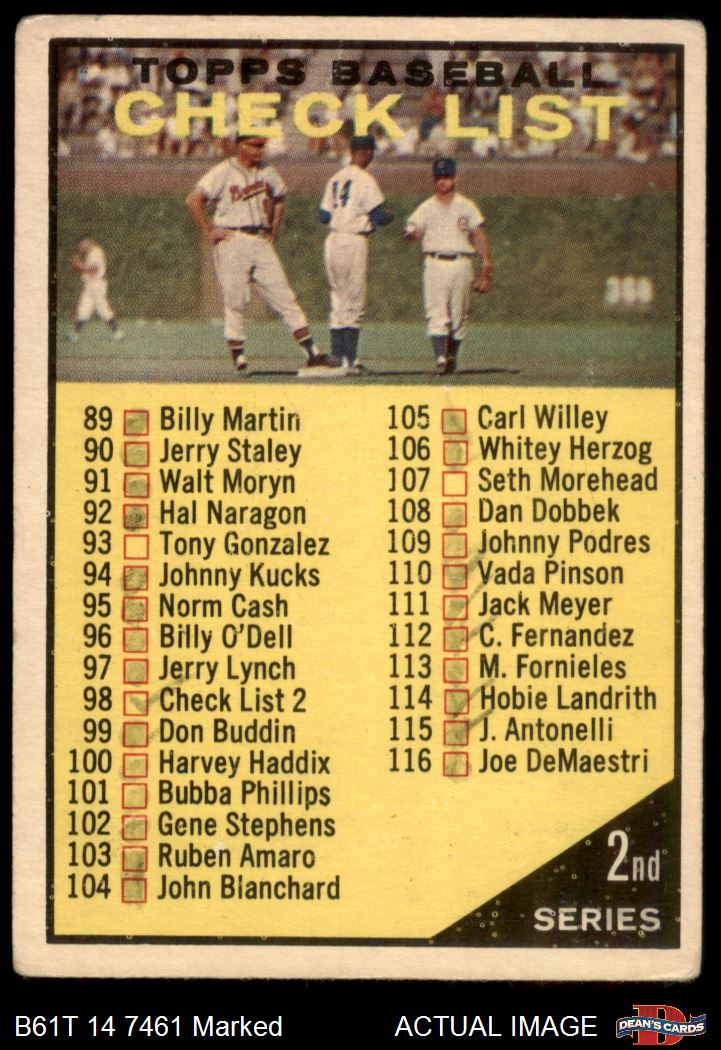 TOPPS BASEBALL
CHECK LIST
Braves
14
368
89 Billy Martin
90 Jerry Staley
91 Walt Moryn
92 Hal Naragon
93 Tony Gonzalez
94 Johnny Kucks
95 Norm Cash
96 Billy O'Dell
97 Jerry Lynch
98 Check List 2
99 Don Buddin
100 Harvey Haddix
101 Bubba Phillips
102 Gene Stephens
103 Ruben Amaro
104 John Blanchard
105 Carl Willey
106 Whitey Herzog
107 Seth Morehead
108 Dan Dobbek
109 Johnny Podres
110 Vada Pinson
111 Jack Meyer
112 C. Fernandez
113 M. Fornieles
114 Hobie Landrith
115 J. Antonelli
116 Joe DeMaestri
2nd
SERIES
B61T 14 7461 Marked
ACTUAL IMAGE
DEAN'S CARDS